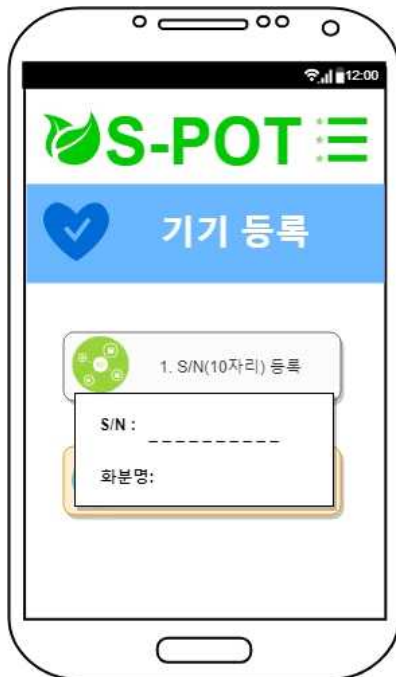 12:00
S-POT
기기 등록
1. S/N(10자리) 등록
S/N : _ _ _ _ _ _ _ _ _ _
화분명: